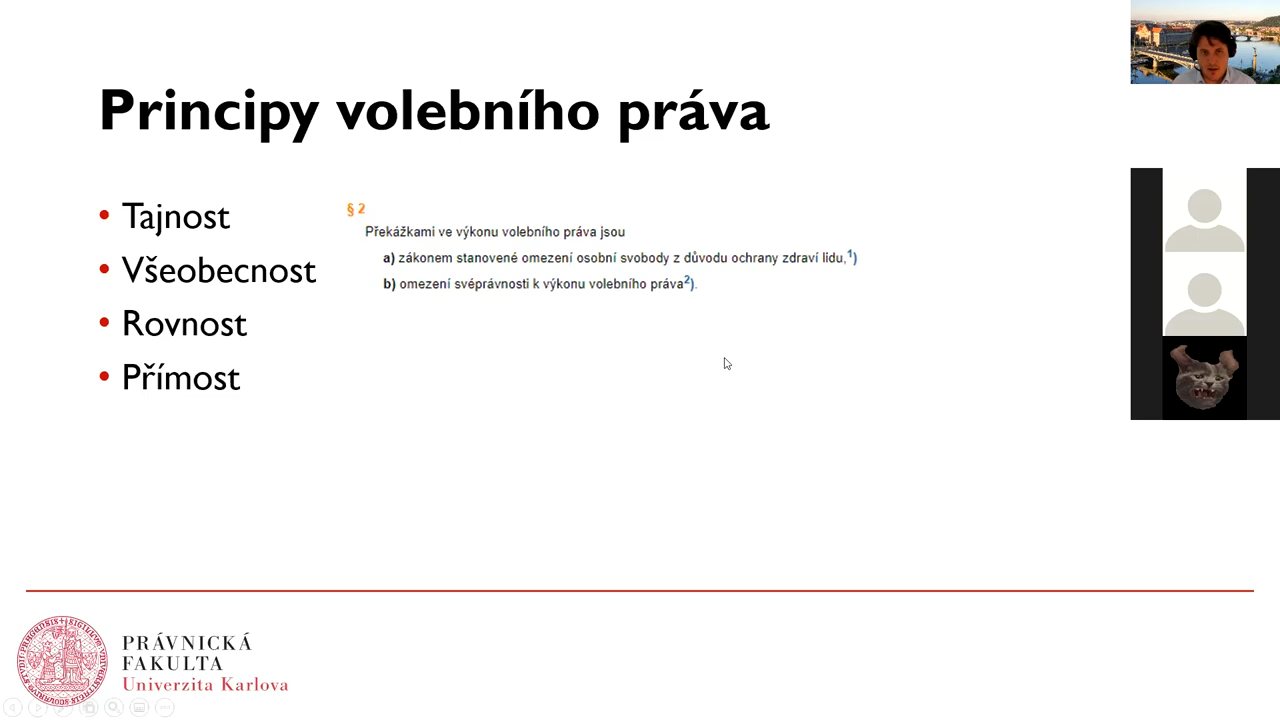 Principy volebního práva
• Tajnost
• Všeobecnost
• Rovnost
• Přímost
§ 2
Překážkami ve výkonu volebního práva jsou
a) zákonem stanovené omezení osobní svobody z důvodu ochrany zdraví lidu,1)
b) omezení svéprávnosti k výkonu volebního práva2).
PRÁVNICKÁ
FAKULTA
Univerzita Karlova